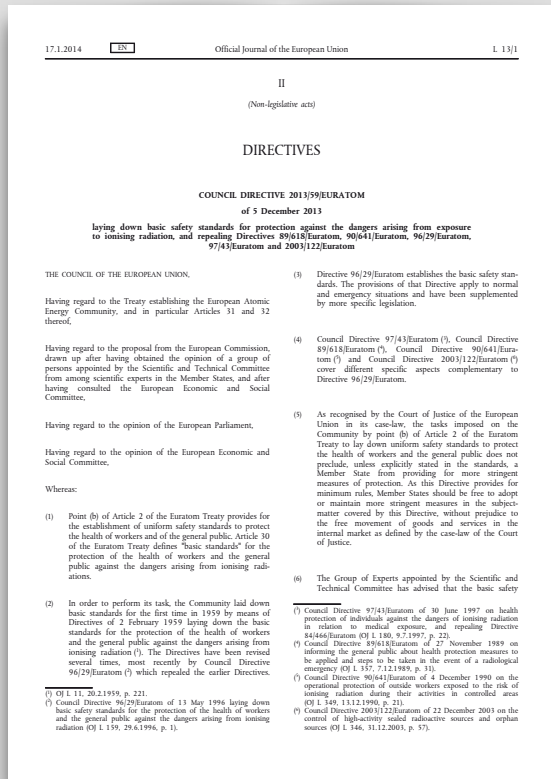 17.1.2014
EN
Official Journal of the European Union
L 13/1
II
(Non-legislative acts)
DIRECTIVES
COUNCIL DIRECTIVE 2013/59/EURATOM
of 5 December 2013
laying down basic safety standards for protection against the dangers arising from exposure
to ionising radiation, and repealing Directives 89/618/Euratom, 90/641/Euratom, 96/29/Euratom,
97/43/Euratom and 2003/122/Euratom
THE COUNCIL OF THE EUROPEAN UNION,
Having regard to the Treaty establishing the European Atomic
Energy Community, and in particular Articles 31 and 32
thereof,
Having regard to the proposal from the European Commission,
drawn up after having obtained the opinion of a group of
persons appointed by the Scientific and Technical Committee
from among scientific experts in the Member States, and after
having consulted the European Economic and Social
Committee,
Having regard to the opinion of the European Parliament,
Having regard to the opinion of the European Economic and
Social Committee,
Whereas:
(1) Point (b) of Article 2 of the Euratom Treaty provides for
the establishment of uniform safety standards to protect
the health of workers and of the general public. Article 30
of the Euratom Treaty defines "basic standards" for the
protection of the health of workers and the general
public against the dangers arising from ionising radi-
ations.
(2) In order to perform its task, the Community laid down
basic standards for the first time in 1959 by means of
Directives of 2 February 1959 laying down the basic
standards for the protection of the health of workers
and the general public against the dangers arising from
ionising radiation (1). The Directives have been revised
several times, most recently by Council Directive
96/29/Euratom (2) which repealed the earlier Directives.
(1) OJ L 11, 20.2.1959, p. 221.
(2) Council Directive 96/29/Euratom of 13 May 1996 laying down
basic safety standards for the protection of the health of workers
and the general public against the dangers arising from ionising
radiation (OJ L 159, 29.6.1996, p. 1).
(3) Directive 96/29/Euratom establishes the basic safety stan-
dards. The provisions of that Directive apply to normal
and emergency situations and have been supplemented
by more specific legislation.
(4) Council Directive 97/43/Euratom (3), Council Directive
89/618/Euratom (4), Council Directive 90/641/Eura-
tom (5) and Council Directive 2003/122/Euratom (6)
cover different specific aspects complementary to
Directive 96/29/Euratom.
(5) As recognised by the Court of Justice of the European
Union in its case-law, the tasks imposed on the
Community by point (b) of Article 2 of the Euratom
Treaty to lay down uniform safety standards to protect
the health of workers and the general public does not
preclude, unless explicitly stated in the standards, a
Member State from providing for more stringent
measures of protection. As this Directive provides for
minimum rules, Member States should be free to adopt
or maintain more stringent measures in the subject-
matter covered by this Directive, without prejudice to
the free movement of goods and services in the
internal market as defined by the case-law of the Court
of Justice.
(6) The Group of Experts appointed by the Scientific and
Technical Committee has advised that the basic safety
(3) Council Directive 97/43/Euratom of 30 June 1997 on health
protection of individuals against the dangers of ionising radiation
in relation to medical exposure, and repealing Directive
84/466/Euratom (OJ L 180, 9.7.1997, p. 22).
(4) Council Directive 89/618/Euratom of 27 November 1989 on
informing the general public about health protection measures to
be applied and steps to be taken in the event of a radiological
emergency (OJ L 357, 7.12.1989, p. 31).
(5) Council Directive 90/641/Euratom of 4 December 1990 on the
operational protection of outside workers exposed to the risk of
ionising radiation during their activities in controlled areas
(OJ L 349, 13.12.1990, p. 21).
(6) Council Directive 2003/122/Euratom of 22 December 2003 on the
control of high-activity sealed radioactive sources and orphan
sources (OJ L 346, 31.12.2003, p. 57).